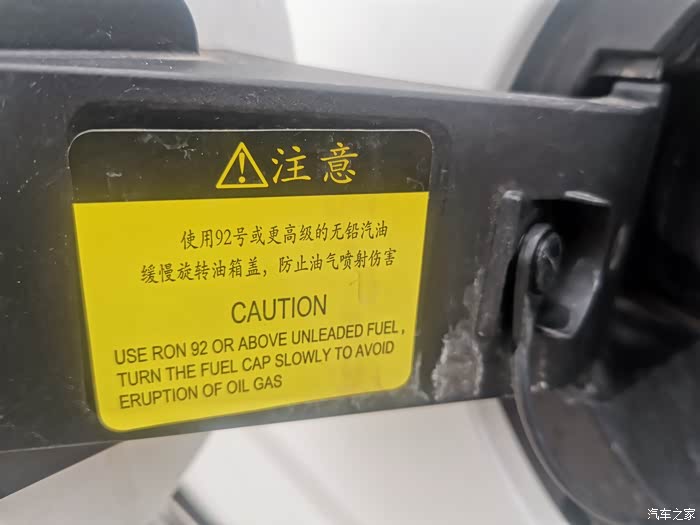 注意
使用92号或更高级的无铅汽油
缓慢旋转油箱盖，防止油气喷射伤害
CAUTION
USE RON 92 OR ABOVE UNLEADED FUEL,
TURN THE FUEL CAP SLOWLY TO AVOID
ERUPTION OF OIL GAS
汽车之家